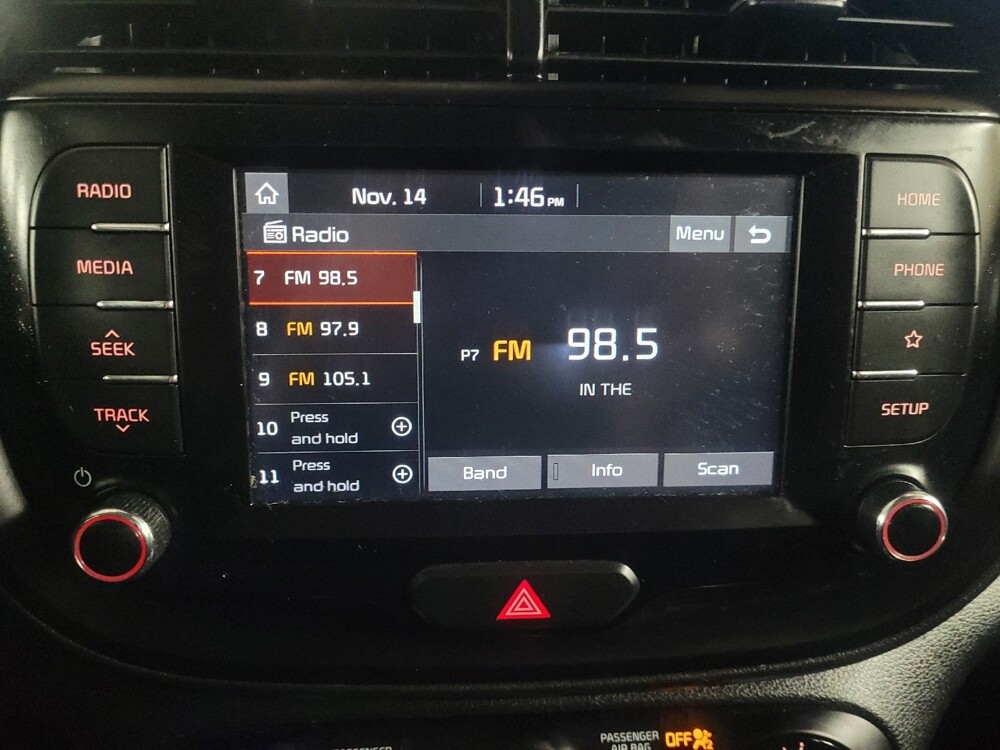 RADIO
MEDIA
SEEK
TRACK
Nov. 14 1:46 PM
Radio
Menu
7 FM 98.5
8 FM 97.9
9 FM 105.1
10 Press
and hold
11 Press
and hold
P7 FM 98.5
IN THE
Band
Info
Scan
HOME
PHONE
SETUP
PASSENGER
PASSENGER
AIR BAG
OFF
2